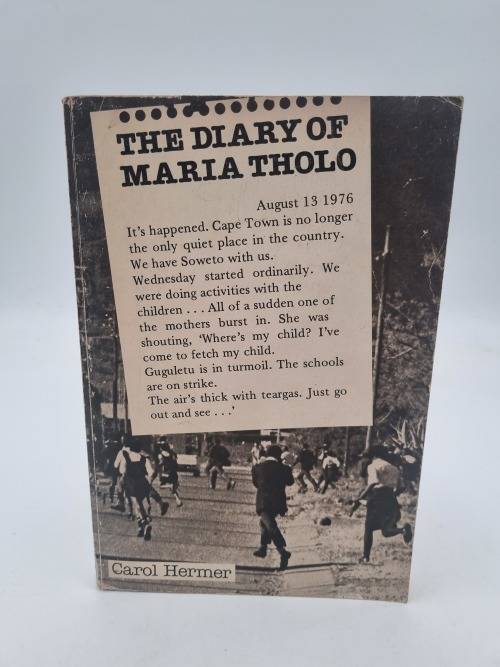 THE DIARY OF
MARIA THOLO
August 13 1976
It's happened. Cape Town is no longer
the only quiet place in the country.
We have Soweto with us.
Wednesday started ordinarily. We
were doing activities with the
children . . . All of a sudden one of
the mothers burst in. She was
shouting, 'Where's my child? I've
come to fetch my child.
Guguletu is in turmoil. The schools
are on strike.
The air's thick with teargas. Just go
out and see . . .'
Carol Hermer